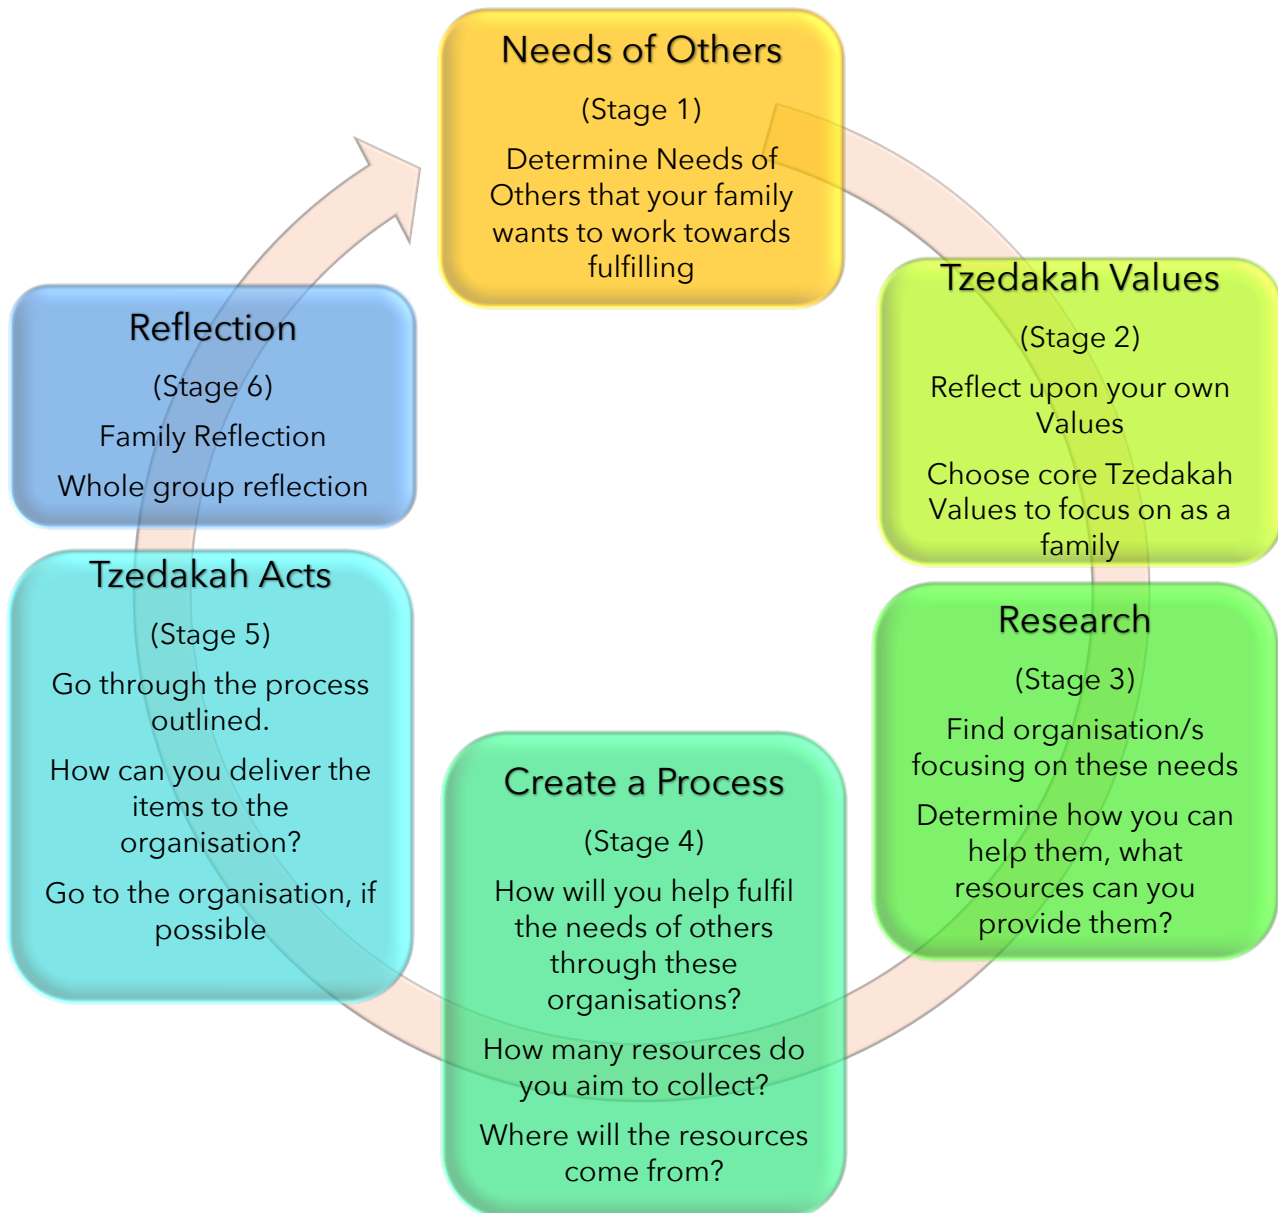 Needs of Others
(Stage 1)
Determine Needs of
Others that your family
wants to work towards
fulfilling
Tzedakah Values
(Stage 2)
Reflect upon your own
Values
Choose core Tzedakah
Values to focus on as a
family
Research
(Stage 3)
Find organisation/s
focusing on these needs
Determine how you can
help them, what
resources can you
provide them?
Create a Process
(Stage 4)
How will you help fulfil
the needs of others
through these
organisations?
How many resources do
you aim to collect?
Where will the resources
come from?
Tzedakah Acts
(Stage 5)
Go through the process
outlined.
How can you deliver the
items to the
organisation?
Go to the organisation, if
possible
Reflection
(Stage 6)
Family Reflection
Whole group reflection